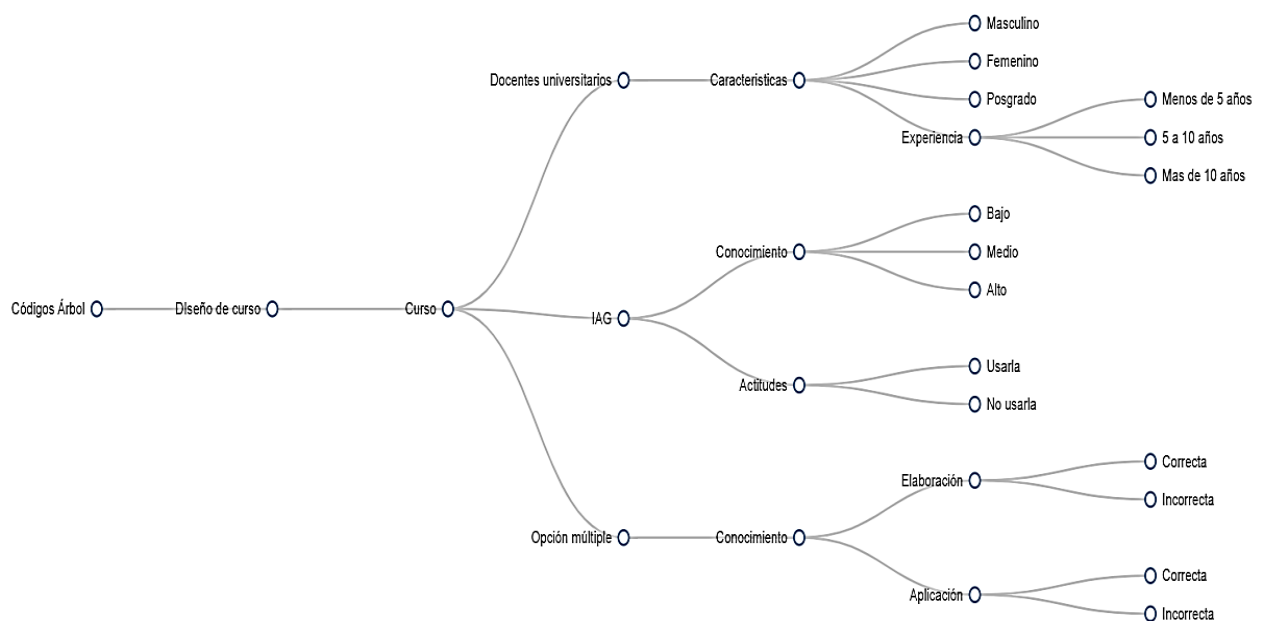 Masculino
Femenino
Docentes universitarios
Caracteristicas
Posgrado
Menos de 5 años
Experiencia
5 a 10 años
Mas de 10 años
Bajo
Conocimiento
Medio
Alto
Códigos Árbol
DIseño de curso
Curso
IAG
Usarla
Actitudes
No usarla
Correcta
Elaboración
Incorrecta
Opción múltiple
Conocimiento
Correcta
Aplicación
Incorrecta